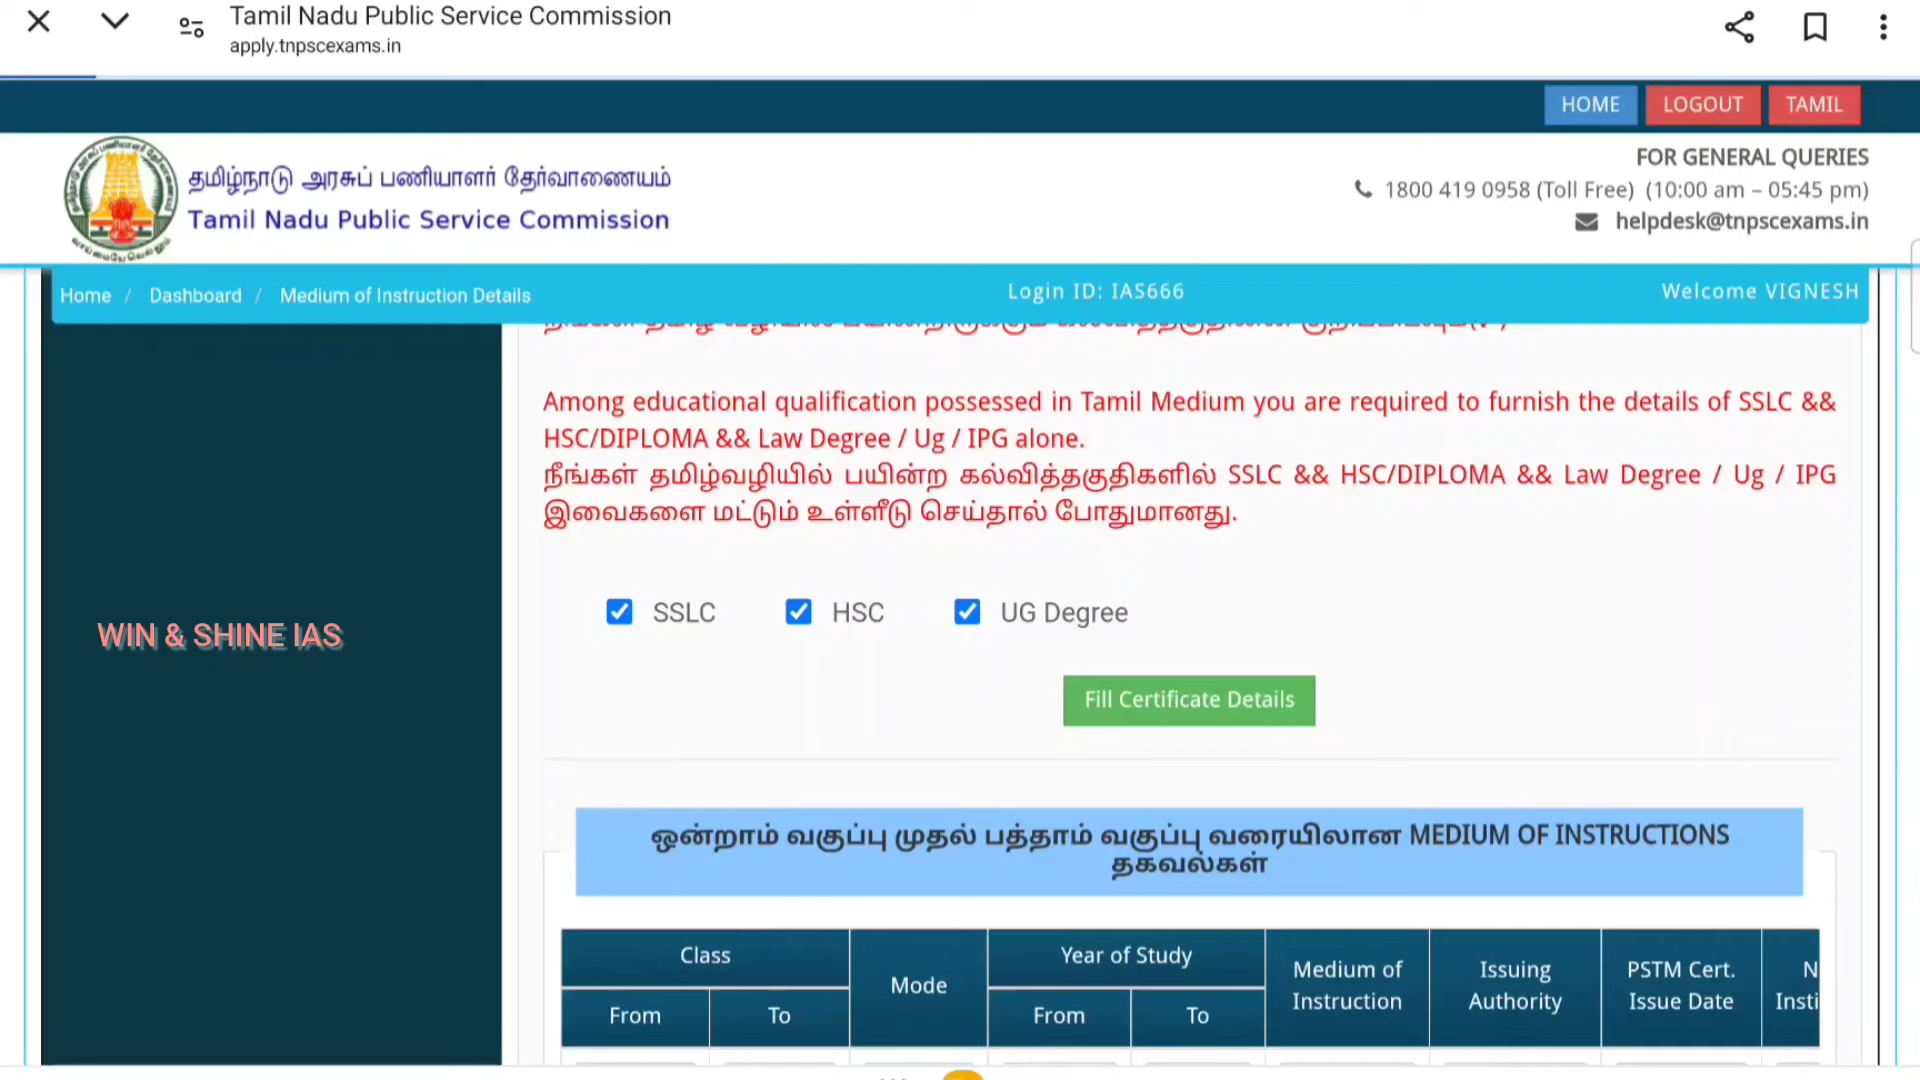 Tamil Nadu Public Service Commission
apply.tnpscexams.in
HOME LOGOUT TAMIL
தமிழ்நாடு அரசுப் பணியாளர் தேர்வாணையம்
Tamil Nadu Public Service Commission
FOR GENERAL QUERIES
1800 419 0958 (Toll Free) (10:00 am – 05:45 pm)
helpdesk@tnpscexams.in
Home / Dashboard / Medium of Instruction Details
Login ID: IAS666
Welcome VIGNESH
Among educational qualification possessed in Tamil Medium you are required to furnish the details of SSLC &&
HSC/DIPLOMA && Law Degree / Ug / IPG alone.
நீங்கள் தமிழ்வழியில் பயின்ற கல்வித்தகுதிகளில் SSLC && HSC/DIPLOMA && Law Degree / Ug / IPG
இவைகளை மட்டும் உள்ளீடு செய்தால் போதுமானது.
SSLC HSC UG Degree
WIN & SHINE IAS
Fill Certificate Details
ஒன்றாம் வகுப்பு முதல் பத்தாம் வகுப்பு வரையிலான MEDIUM OF INSTRUCTIONS
தகவல்கள்
Class
From To
Mode
Year of Study
From To
Medium of
Instruction
Issuing
Authority
PSTM Cert.
Issue Date